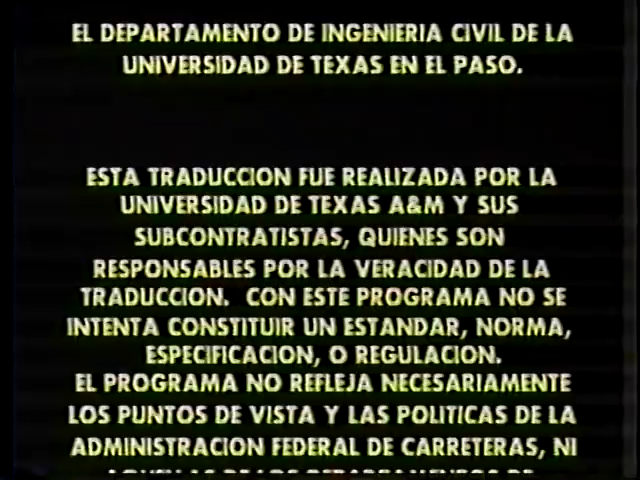 EL DEPARTAMENTO DE INGENIERIA CIVIL DE LA
UNIVERSIDAD DE TEXAS EN EL PASO.
ESTA TRADUCCION FUE REALIZADA POR LA
UNIVERSIDAD DE TEXAS A&M Y SUS
SUBCONTRATISTAS, QUIENES SON
RESPONSABLES POR LA VERACIDAD DE LA
TRADUCCION. CON ESTE PROGRAMA NO SE
INTENTA CONSTITUIR UN ESTANDAR, NORMA,
ESPECIFICACION, O REGULACION.
EL PROGRAMA NO REFLEJA NECESARIAMENTE
LOS PUNTOS DE VISTA Y LAS POLITICAS DE LA
ADMINISTRACION FEDERAL DE CARRETERAS, NI